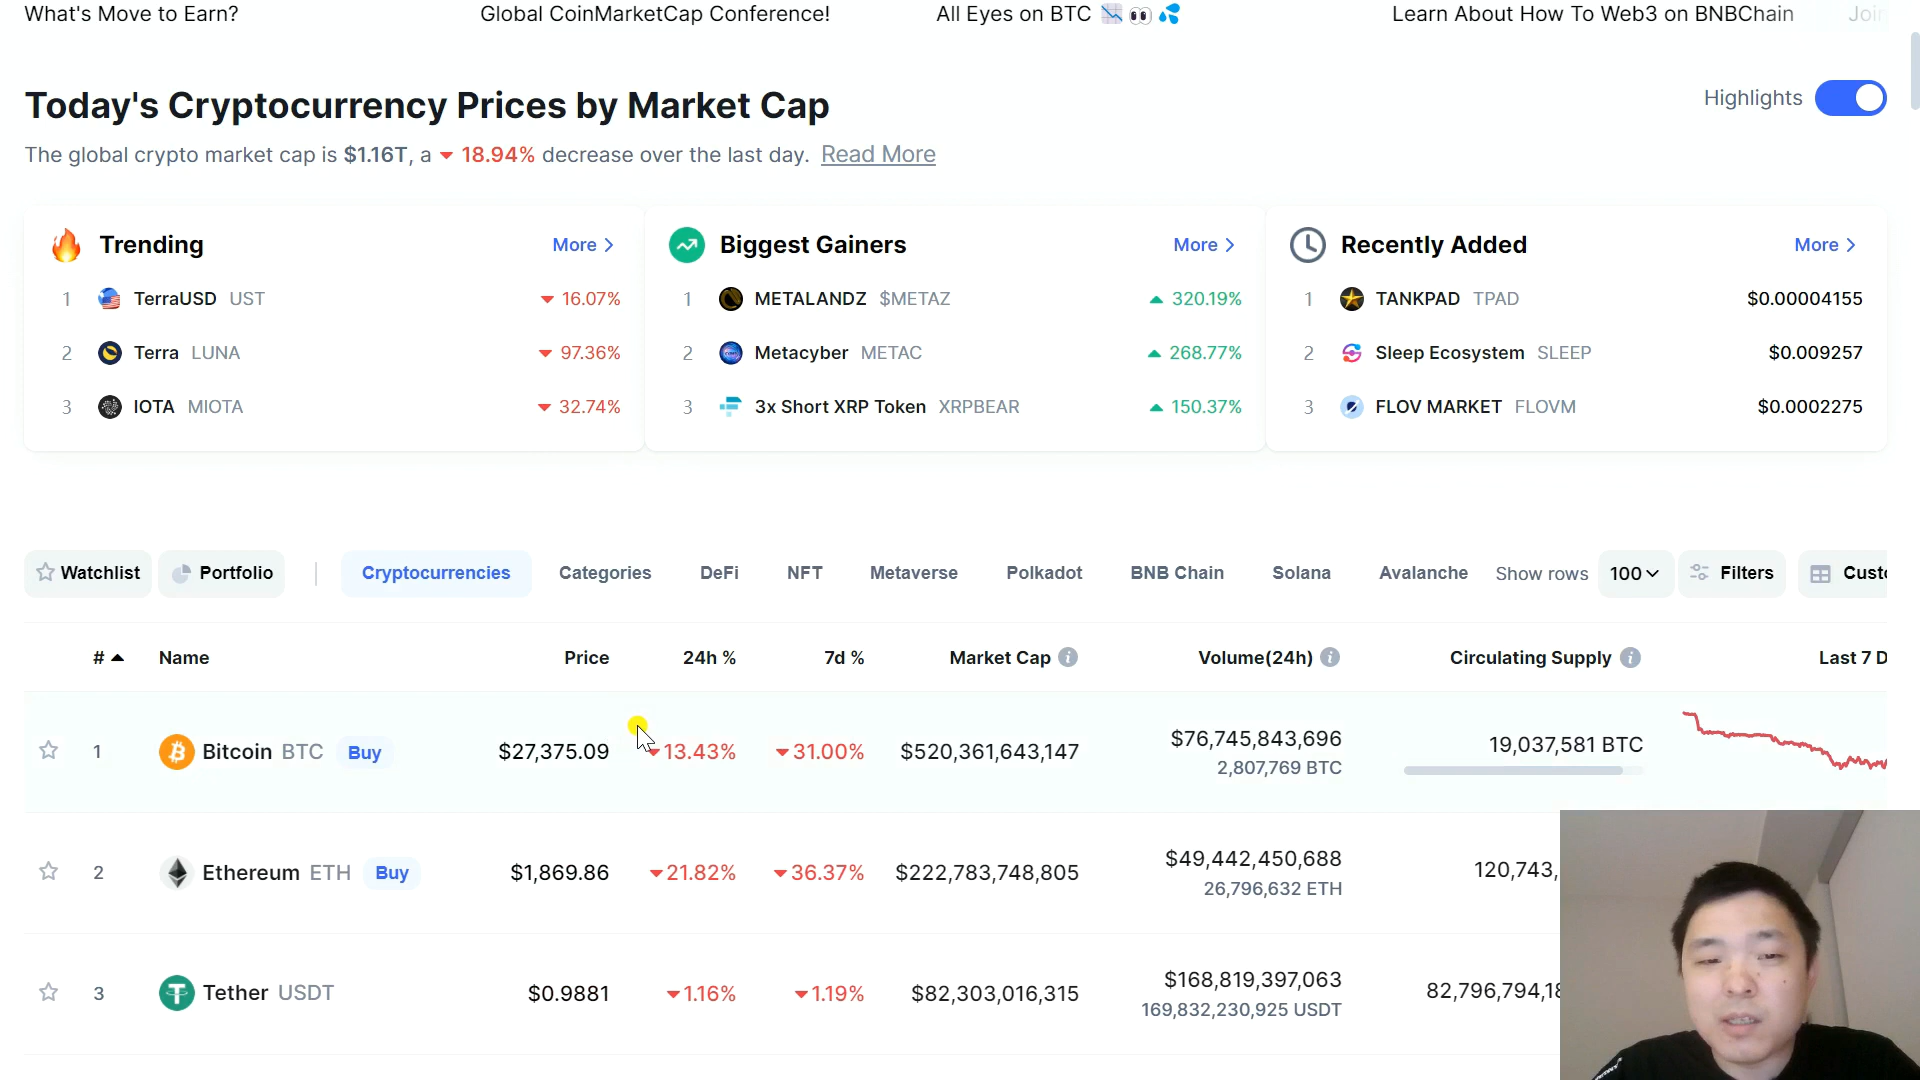 What's Move to Earn? Global CoinMarketCap Conference! All Eyes on BTC 📉👀💦 Learn About How To Web3 on BNBChain Join
Today's Cryptocurrency Prices by Market Cap
Highlights
The global crypto market cap is $1.16T, a ▼ 18.94% decrease over the last day. Read More
Trending More >
1 TerraUSD UST ▼ 16.07%
2 Terra LUNA ▼ 97.36%
3 IOTA MIOTA ▼ 32.74%
Biggest Gainers More >
1 METALANDZ $METAZ ▲ 320.19%
2 Metacyber METAC ▲ 268.77%
3 3x Short XRP Token XRPBEAR ▲ 150.37%
Recently Added More >
1 TANKPAD TPAD $0.00004155
2 Sleep Ecosystem SLEEP $0.009257
3 FLOV MARKET FLOVM $0.0002275
Watchlist Portfolio | Cryptocurrencies Categories DeFi NFT Metaverse Polkadot BNB Chain Solana Avalanche Show rows 100 Filters Custo
# ▲ Name Price 24h % 7d % Market Cap Volume(24h) Circulating Supply Last 7 D
1 Bitcoin BTC Buy $27,375.09 ▼13.43% ▼31.00% $520,361,643,147 $76,745,843,696 19,037,581 BTC
2,807,769 BTC
2 Ethereum ETH Buy $1,869.86 ▼21.82% ▼36.37% $222,783,748,805 $49,442,450,688 120,743,
26,796,632 ETH
3 Tether USDT $0.9881 ▼1.16% ▼1.19% $82,303,016,315 $168,819,397,063 82,796,794,18
169,832,230,925 USDT